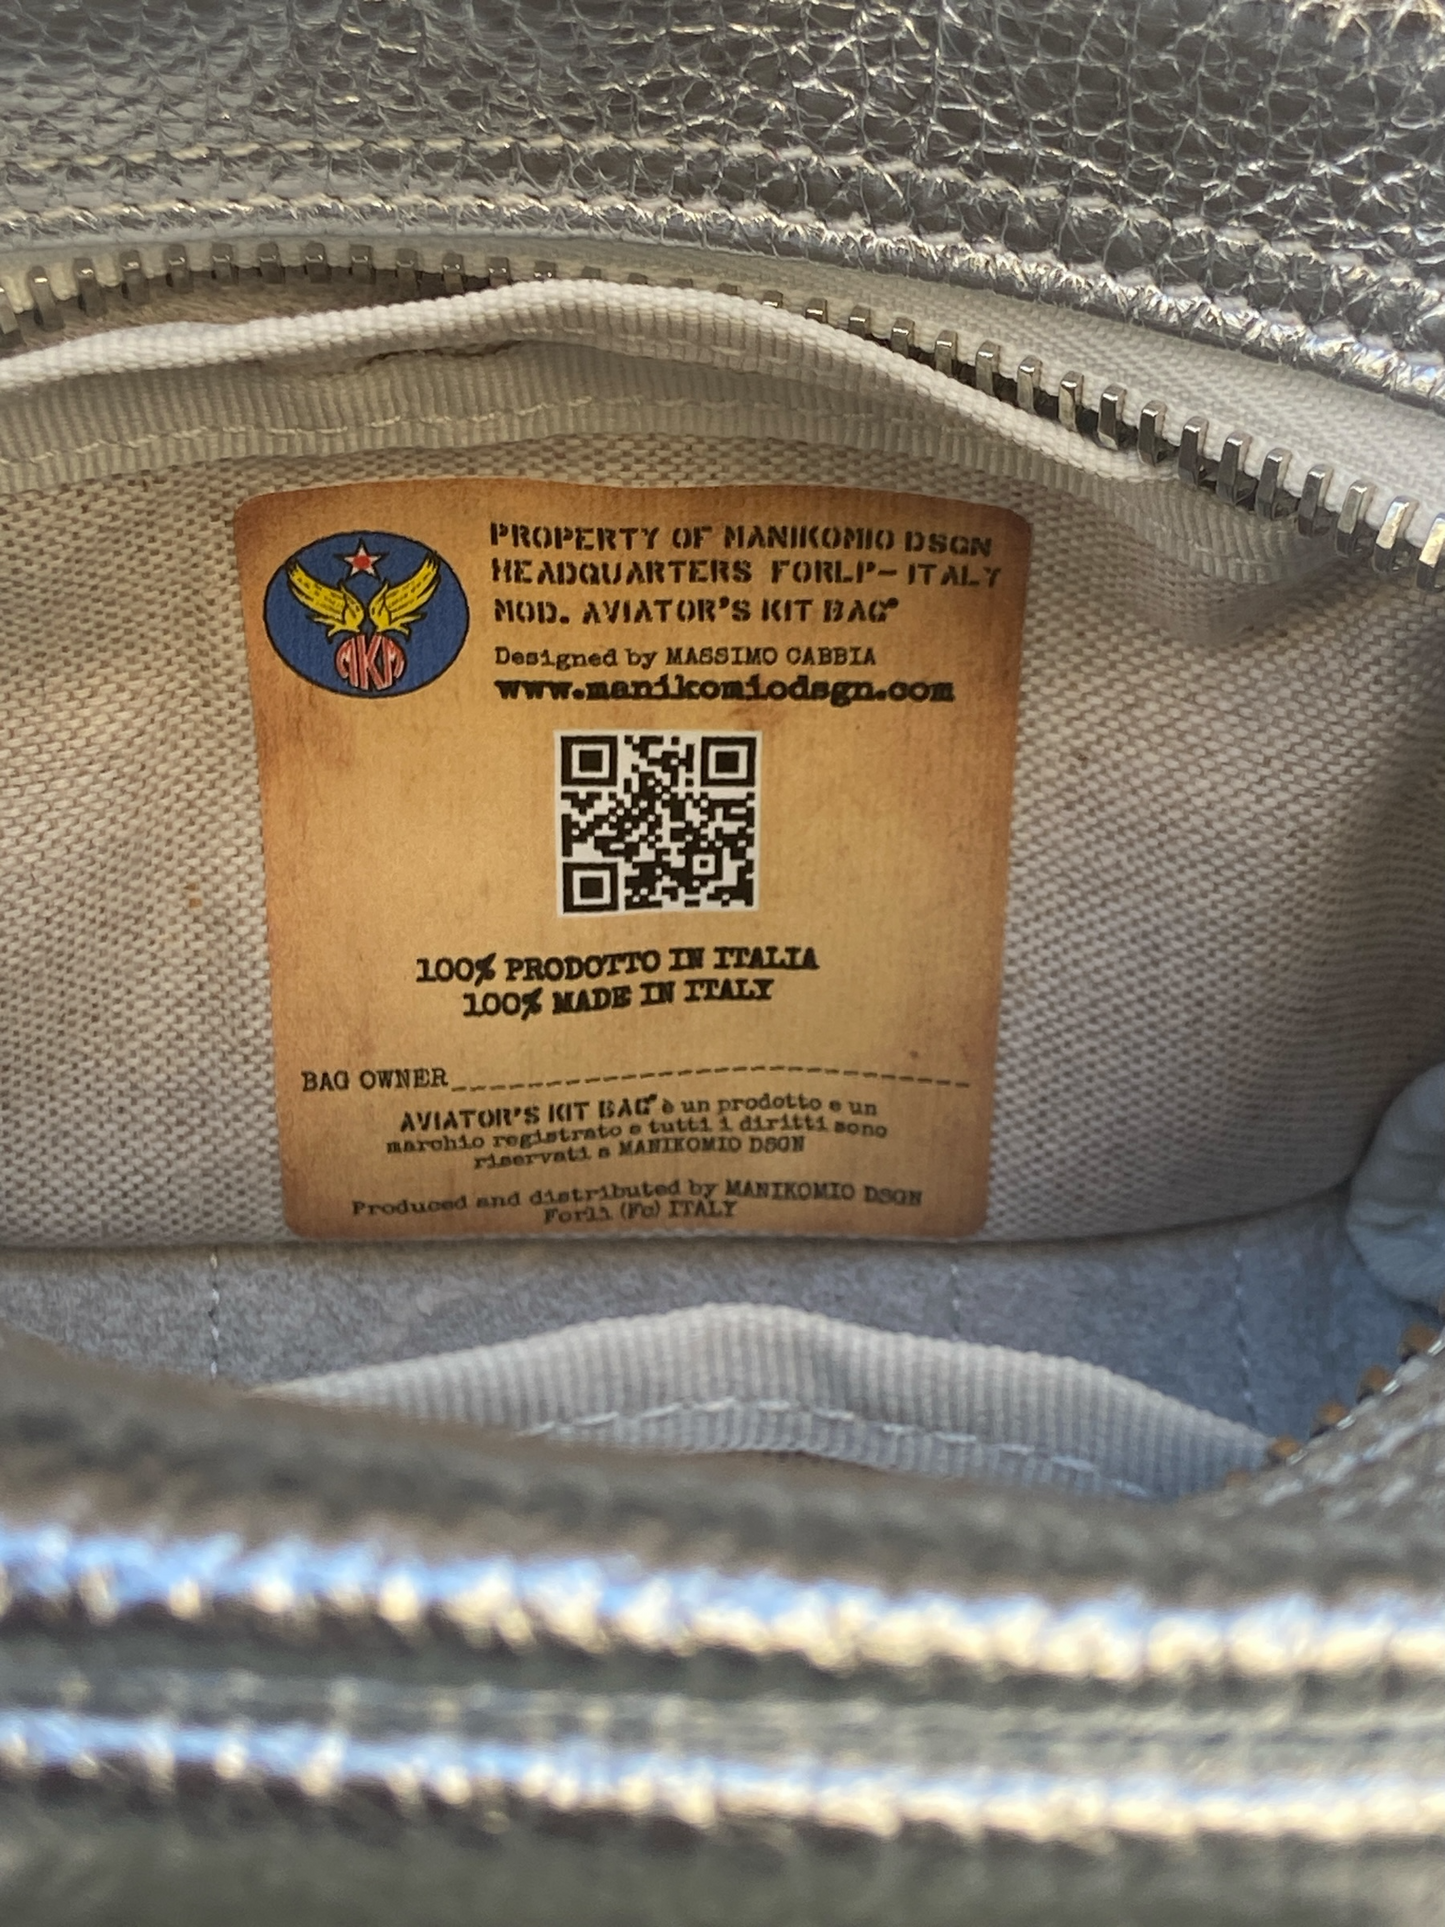 MKM
PROPERTY OF MANIKOMIO DSGN
HEADQUARTERS FORLI'- ITALY
MOD. AVIATOR'S KIT BAG®
Designed by MASSIMO CABBIA
www.manikomiodsgn.com
100% PRODOTTO IN ITALIA
100% MADE IN ITALY
BAG OWNER
AVIATOR'S KIT BAG® è un prodotto e un
marchio registrato e tutti i diritti sono
riservati a MANIKOMIO DSGN
Produced and distributed by MANIKOMIO DSGN
Forlì (Fc) ITALY